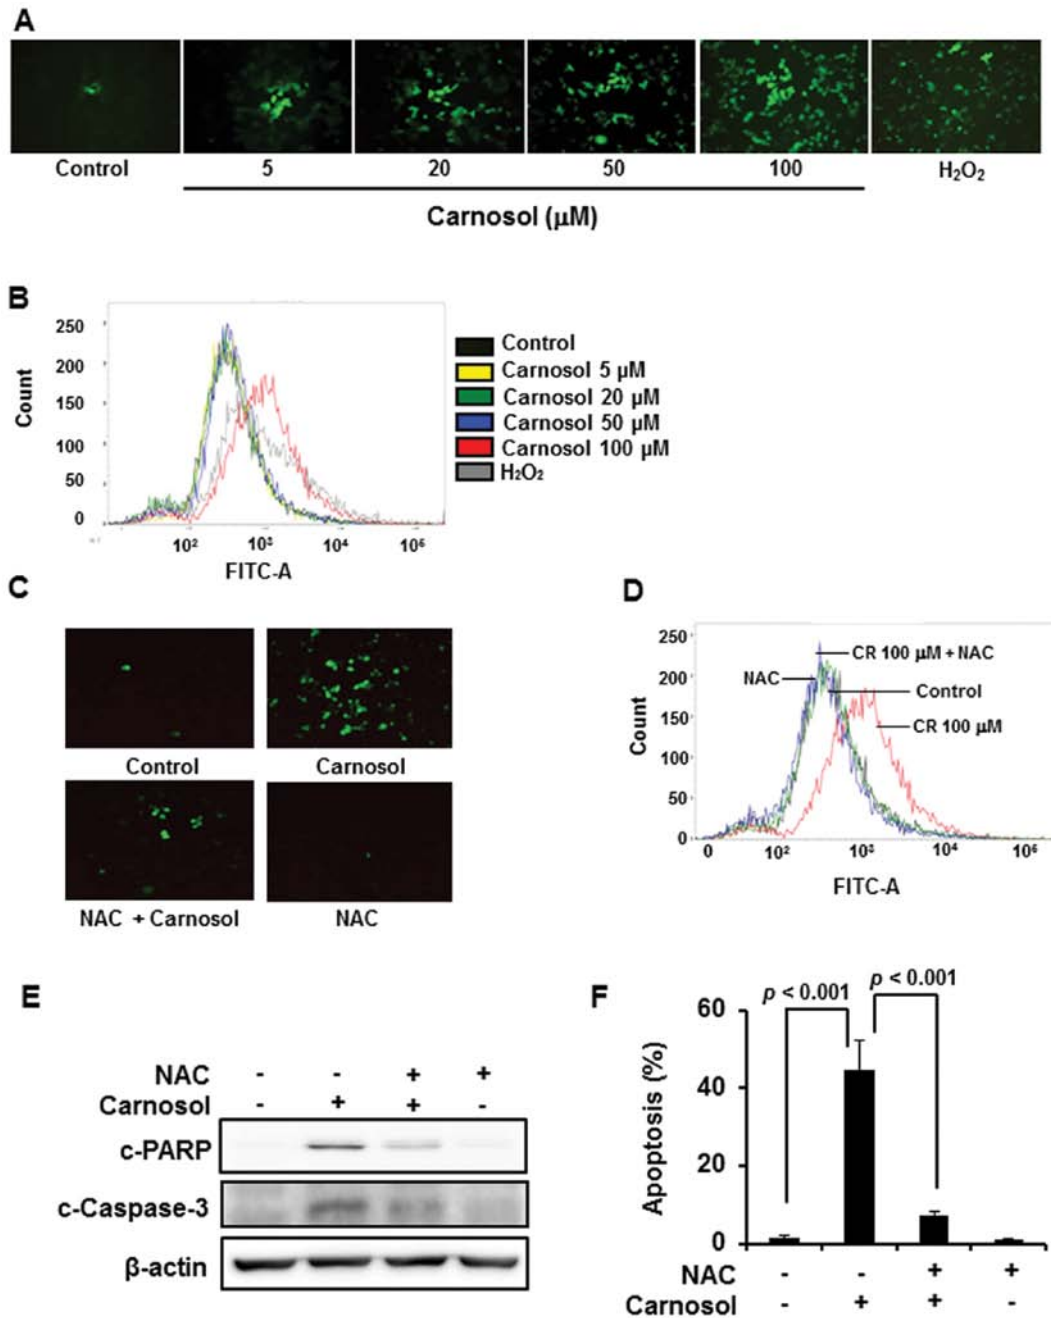 A
Control
5
20
50
100
H₂O₂
Carnosol (μM)
B
250
200
150
100
50
0
Count
10²
10³
10⁴
10⁶
FITC-A
Control
Carnosol 5 μM
Carnosol 20 μM
Carnosol 50 μM
Carnosol 100 μM
H₂O₂
C
Control
Carnosol
NAC + Carnosol
NAC
D
250
200
150
100
50
0
Count
CR 100 μM + NAC
NAC
Control
CR 100 μM
0
10²
10³
10⁴
10⁶
FITC-A
E
NAC - - + +
Carnosol - + + -
c-PARP
c-Caspase-3
β-actin
F
p < 0.001
p < 0.001
60
40
20
0
Apoptosis (%)
NAC - - + +
Carnosol - + + -